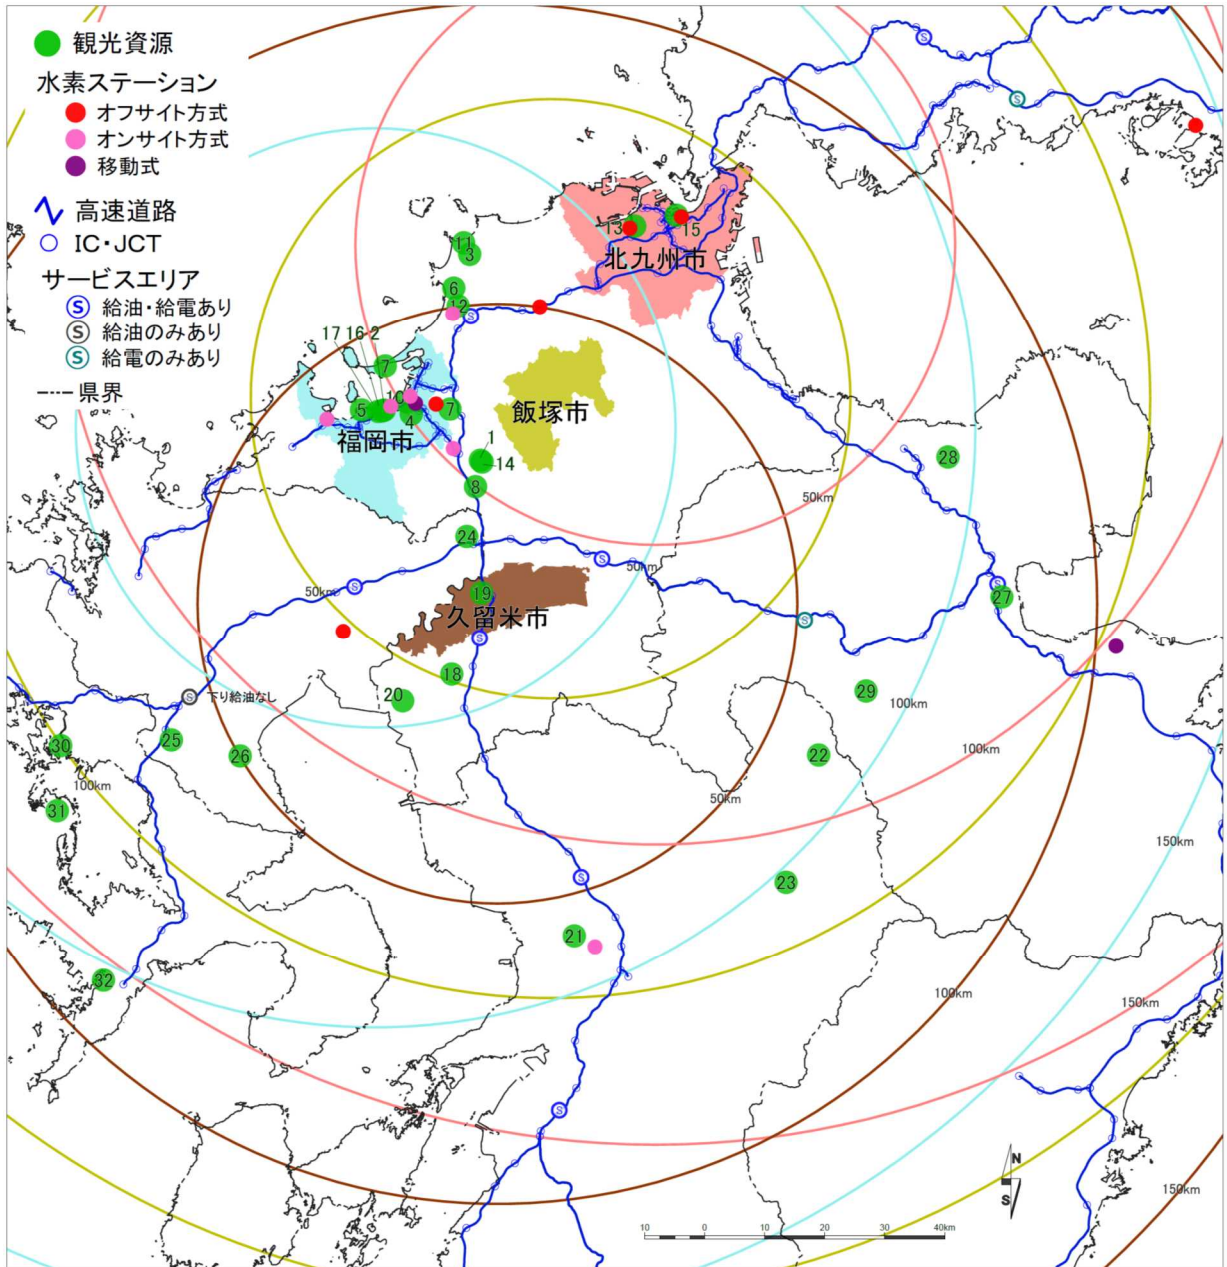 観光資源
水素ステーション
オフサイト方式
オンサイト方式
移動式
高速道路
IC・JCT
サービスエリア
S 給油・給電あり
S 給油のみあり
S 給電のみあり
県界
S
S
11
3
13
15
北九州市
6
12
S
17 16 2
7
5
10
4
7
飯塚市
福岡市
1
14
28
8
50km
24
S
50km
S
50km
S
27
19
久留米市
S
S
下り給油なし
18
20
29
100km
25
30
26
22
100km
100km
50km
31
150km
S
23
21
32
100km
150km
S
N
S
150km
10 0 10 20 30 40km